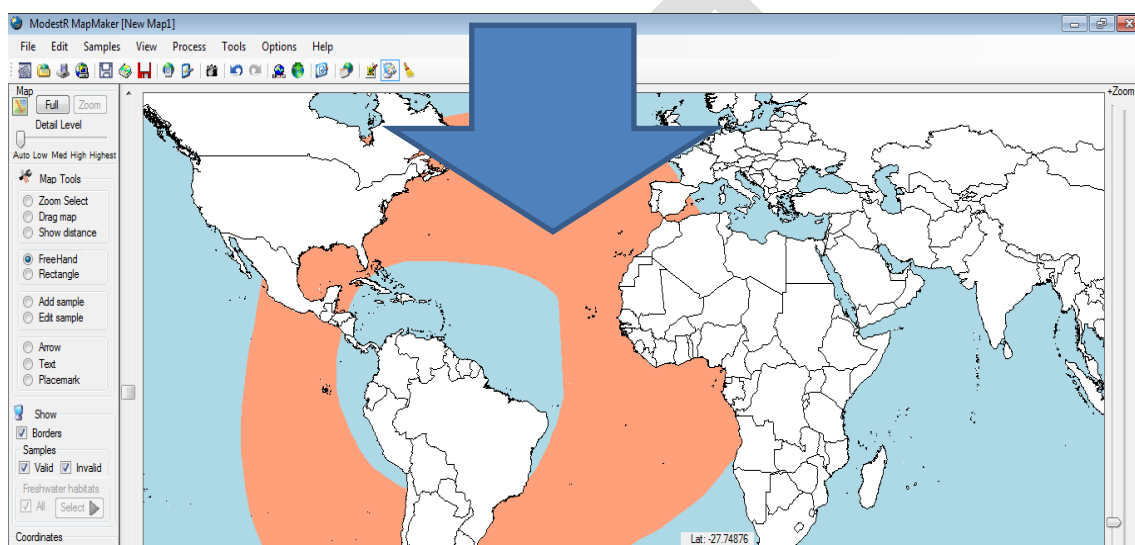 ModestR MapMaker [New Map1]
File Edit Samples View Process Tools Options Help
Map
Full Zoom
+Zoom
Detail Level
Auto Low Med High Highest
Map Tools
Zoom Select
Drag map
Show distance
FreeHand
Rectangle
Add sample
Edit sample
Arrow
Text
Placemark
Show
Borders
Samples
Valid Invalid
Freshwater habitats
All Select
Coordinates
Lat: -27.74876